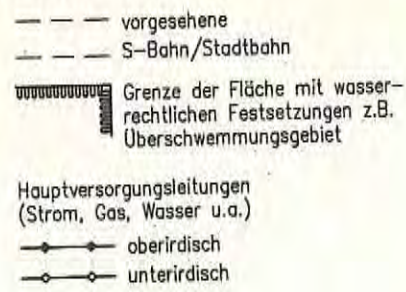 vorgesehene
S-Bahn/Stadtbahn
Grenze der Fläche mit wasser-
rechtlichen Festsetzungen z.B.
Überschwemmungsgebiet
Hauptversorgungsleitungen
(Strom, Gas, Wasser u.a.)
oberirdisch
unterirdisch